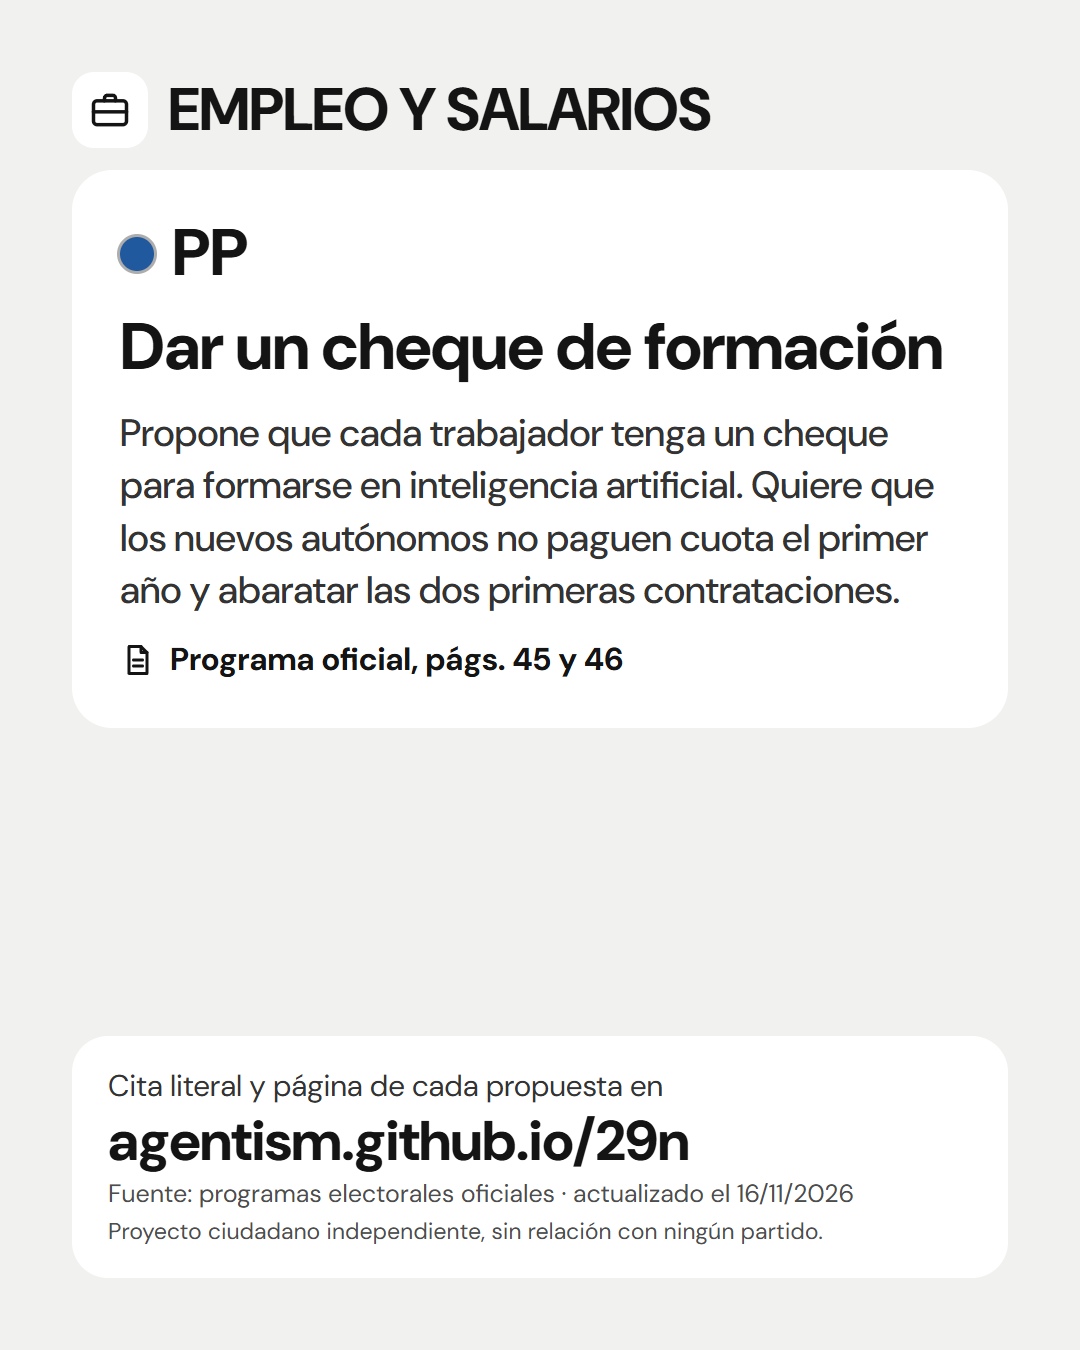 EMPLEO Y SALARIOS
PP
Dar un cheque de formación
Propone que cada trabajador tenga un cheque
para formarse en inteligencia artificial. Quiere que
los nuevos autónomos no paguen cuota el primer
año y abaratar las dos primeras contrataciones.
Programa oficial, págs. 45 y 46
Cita literal y página de cada propuesta en
agentism.github.io/29n
Fuente: programas electorales oficiales · actualizado el 16/11/2026
Proyecto ciudadano independiente, sin relación con ningún partido.